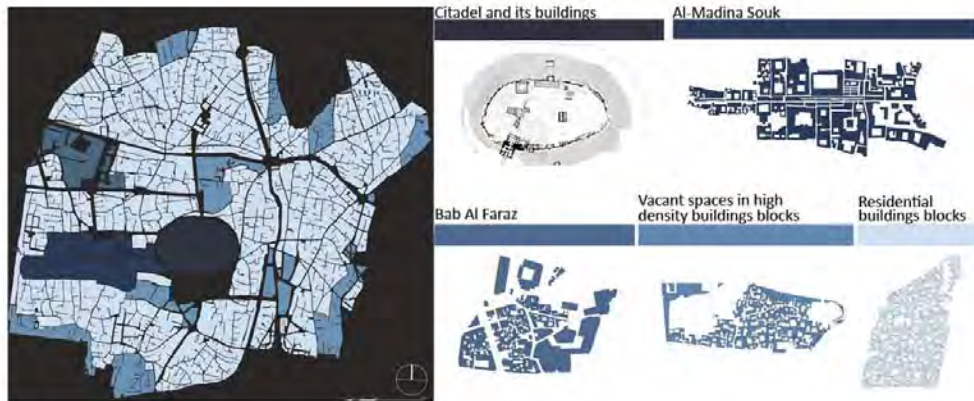 Citadel and its buildings
Al-Madina Souk
Bab Al Faraz
Vacant spaces in high
density buildings blocks
Residential
buildings blocks